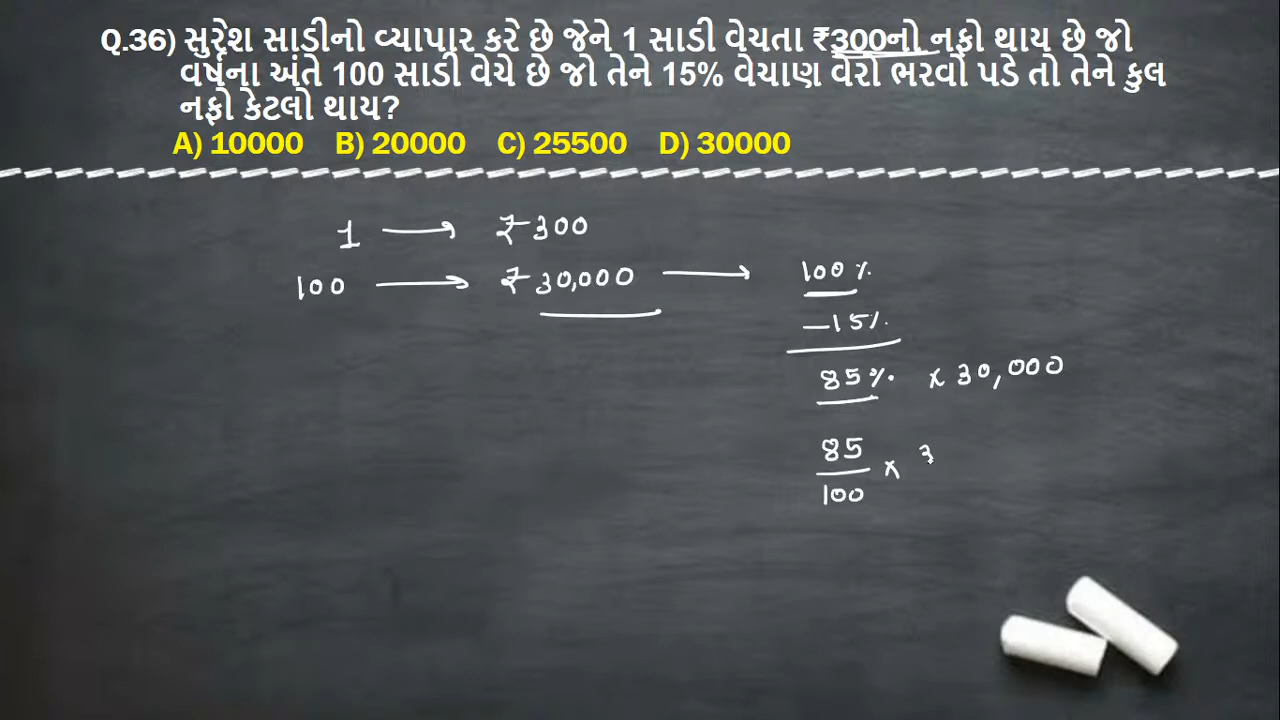 Q.36) સુરેશ સાડીનો વ્યાપાર કરે છે જેને 1 સાડી વેચતા ₹300નો નફો થાય છે જો
વર્ષના અંતે 100 સાડી વેચે છે જો તેને 15% વેચાણ વેરો ભરવો પડે તો તેને કુલ
નફો કેટલો થાય?
A) 10000 B) 20000 C) 25500 D) 30000
1 → ₹300
100 → ₹30,000 → 100%
-15%
85% x 30,000
85/100 x 3